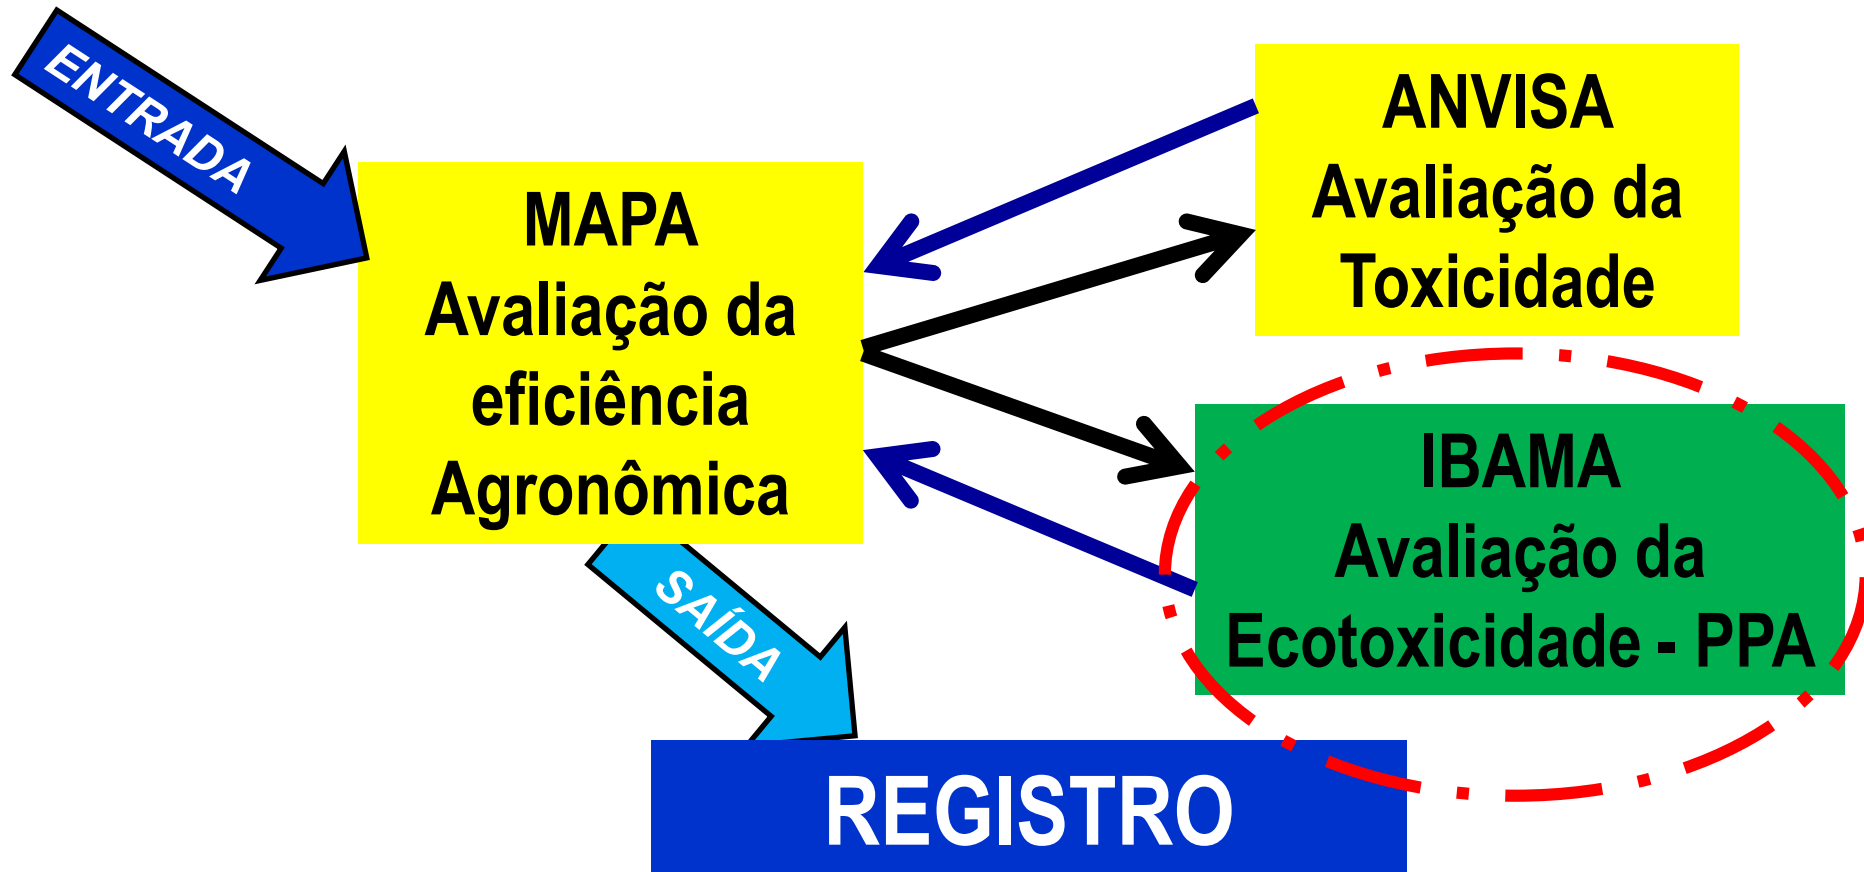 ENTRADA
MAPA
Avaliação da
eficiência
Agronômica
ANVISA
Avaliação da
Toxicidade
IBAMA
Avaliação da
Ecotoxicidade - PPA
SAÍDA
REGISTRO